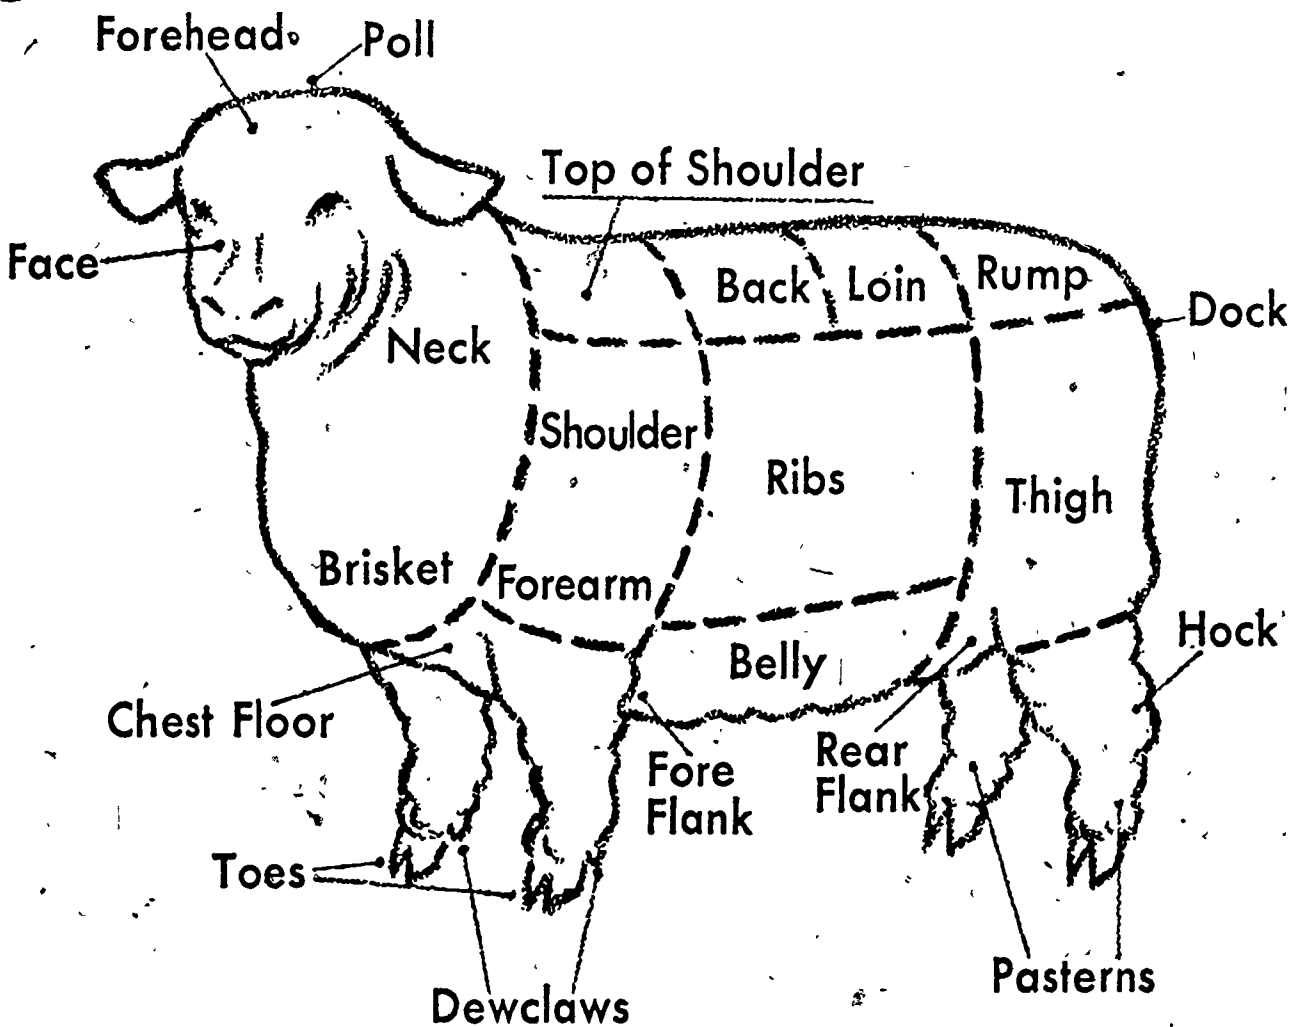 Forehead
Poll
Top of Shoulder
Face
Back
Loin
Rump
Dock
Neck
Shoulder
Ribs
Thigh
Brisket
Forearm
Hock
Belly
Chest Floor
Rear
Flank
Fore
Flank
Toes
Pasterns
Dewclaws